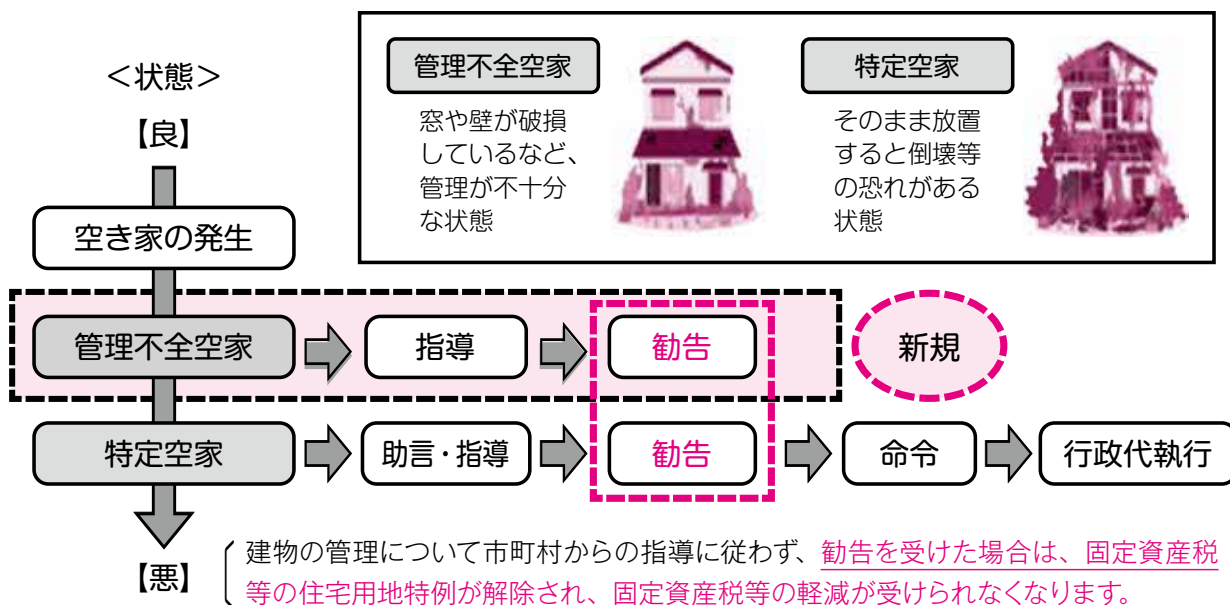 ＜状態＞
【良】
空き家の発生
管理不全空家
窓や壁が破損
しているなど、
管理が不十分
な状態
特定空家
そのまま放置
すると倒壊等
の恐れがある
状態
管理不全空家
指導
勧告
新規
特定空家
助言・指導
勧告
命令
行政代執行
【悪】
建物の管理について市町村からの指導に従わず、勧告を受けた場合は、固定資産税
等の住宅用地特例が解除され、固定資産税等の軽減が受けられなくなります。